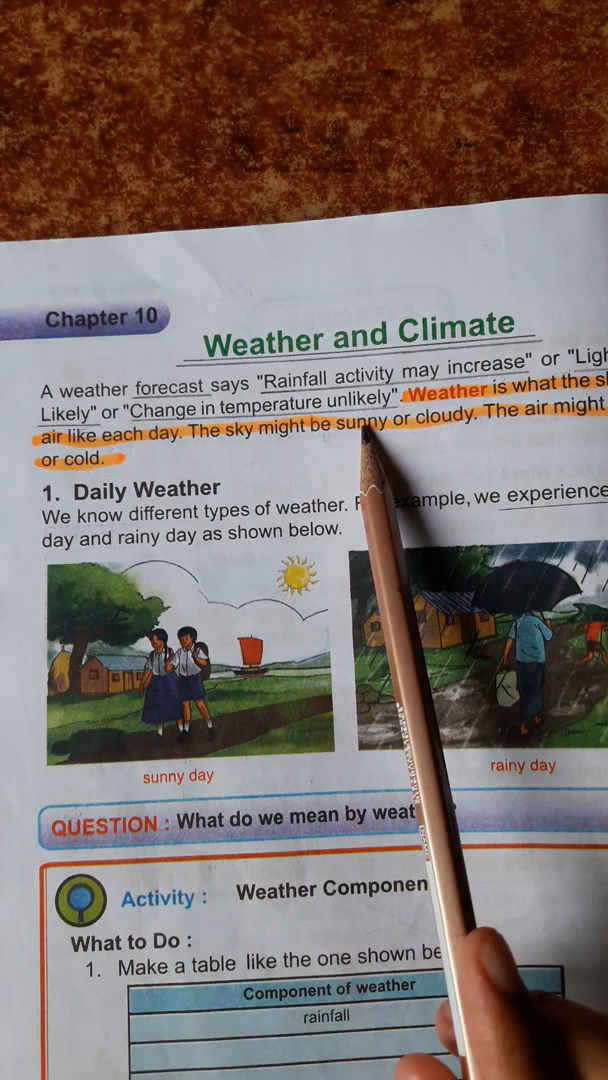 Chapter 10
Weather and Climate
A weather forecast says "Rainfall activity may increase" or "Ligh
Likely" or "Change in temperature unlikely". Weather is what the s
air like each day. The sky might be sunny or cloudy. The air might
or cold.
1. Daily Weather
We know different types of weather. example, we experience
day and rainy day as shown below.
sunny day
rainy day
QUESTION : What do we mean by weat
Activity : Weather Componen
What to Do :
1. Make a table like the one shown be
Component of weather
rainfall